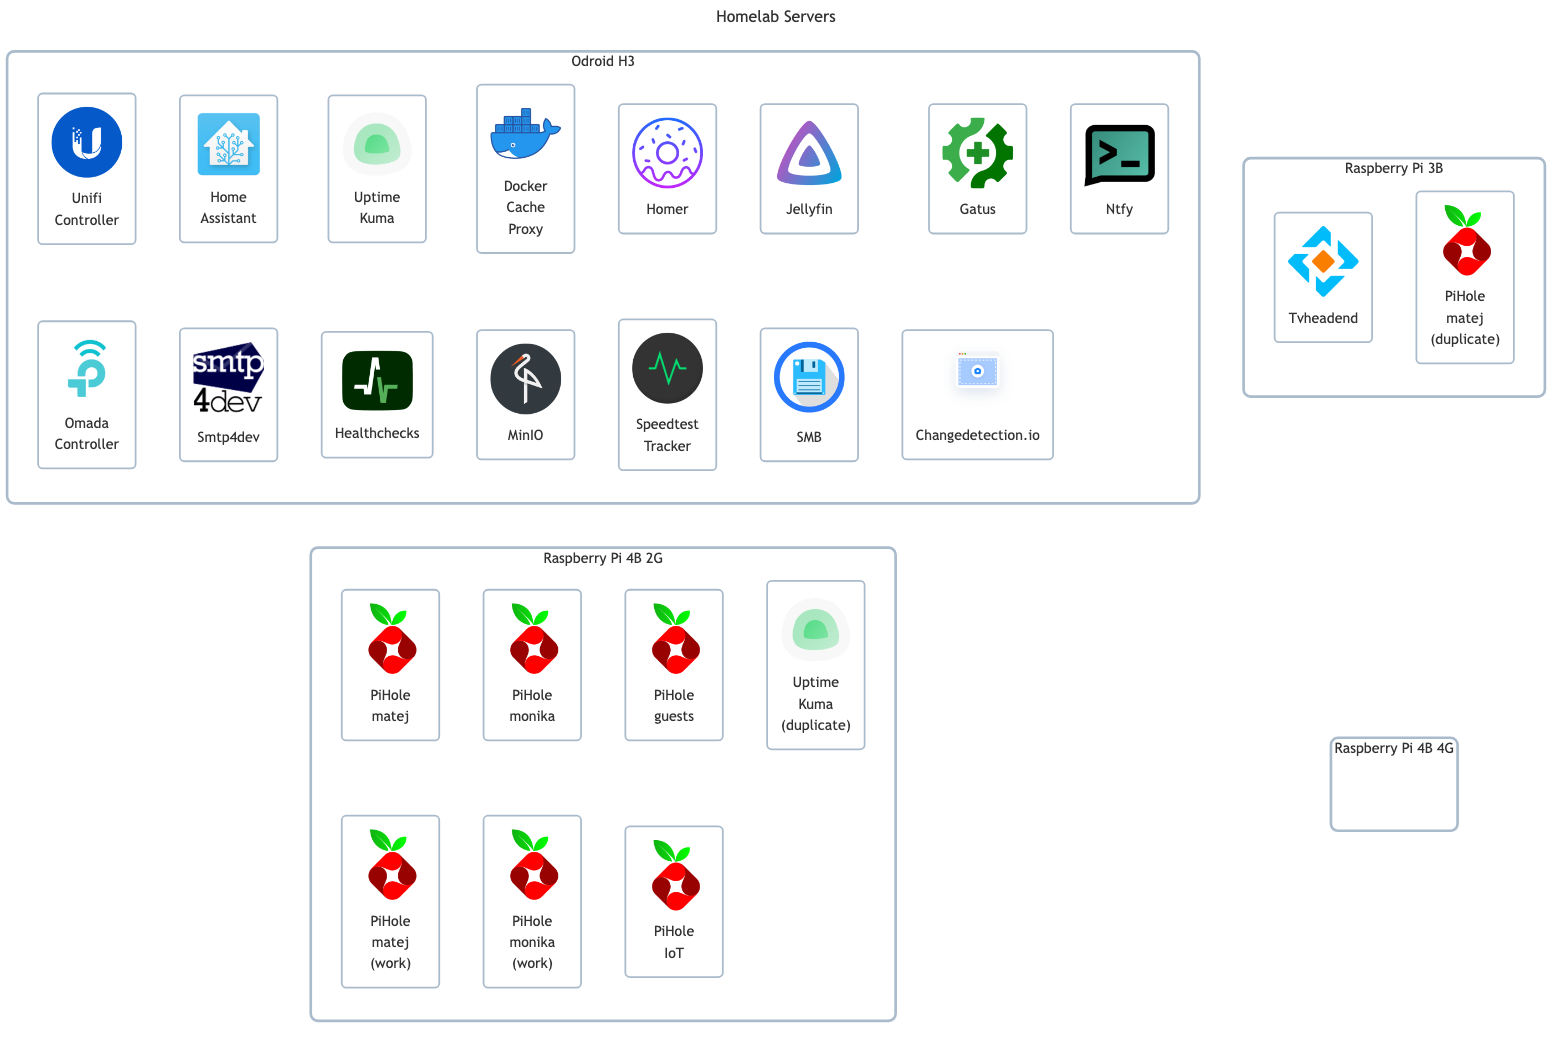 Homelab Servers
Odroid H3
Unifi
Controller
Home
Assistant
Uptime
Kuma
Docker
Cache
Proxy
Homer
Jellyfin
Gatus
Ntfy
Omada
Controller
smtp
4dev
Smtp4dev
Healthchecks
MinIO
Speedtest
Tracker
SMB
Changedetection.io
Raspberry Pi 3B
Tvheadend
PiHole
matej
(duplicate)
Raspberry Pi 4B 2G
PiHole
matej
PiHole
monika
PiHole
guests
Uptime
Kuma
(duplicate)
PiHole
matej
(work)
PiHole
monika
(work)
PiHole
IoT
Raspberry Pi 4B 4G